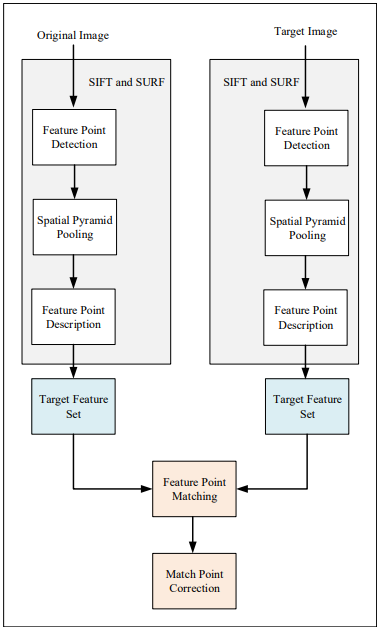 Original Image
SIFT and SURF
Feature Point
Detection
Spatial Pyramid
Pooling
Feature Point
Description
Target Feature
Set
Target Image
SIFT and SURF
Feature Point
Detection
Spatial Pyramid
Pooling
Feature Point
Description
Target Feature
Set
Feature Point
Matching
Match Point
Correction